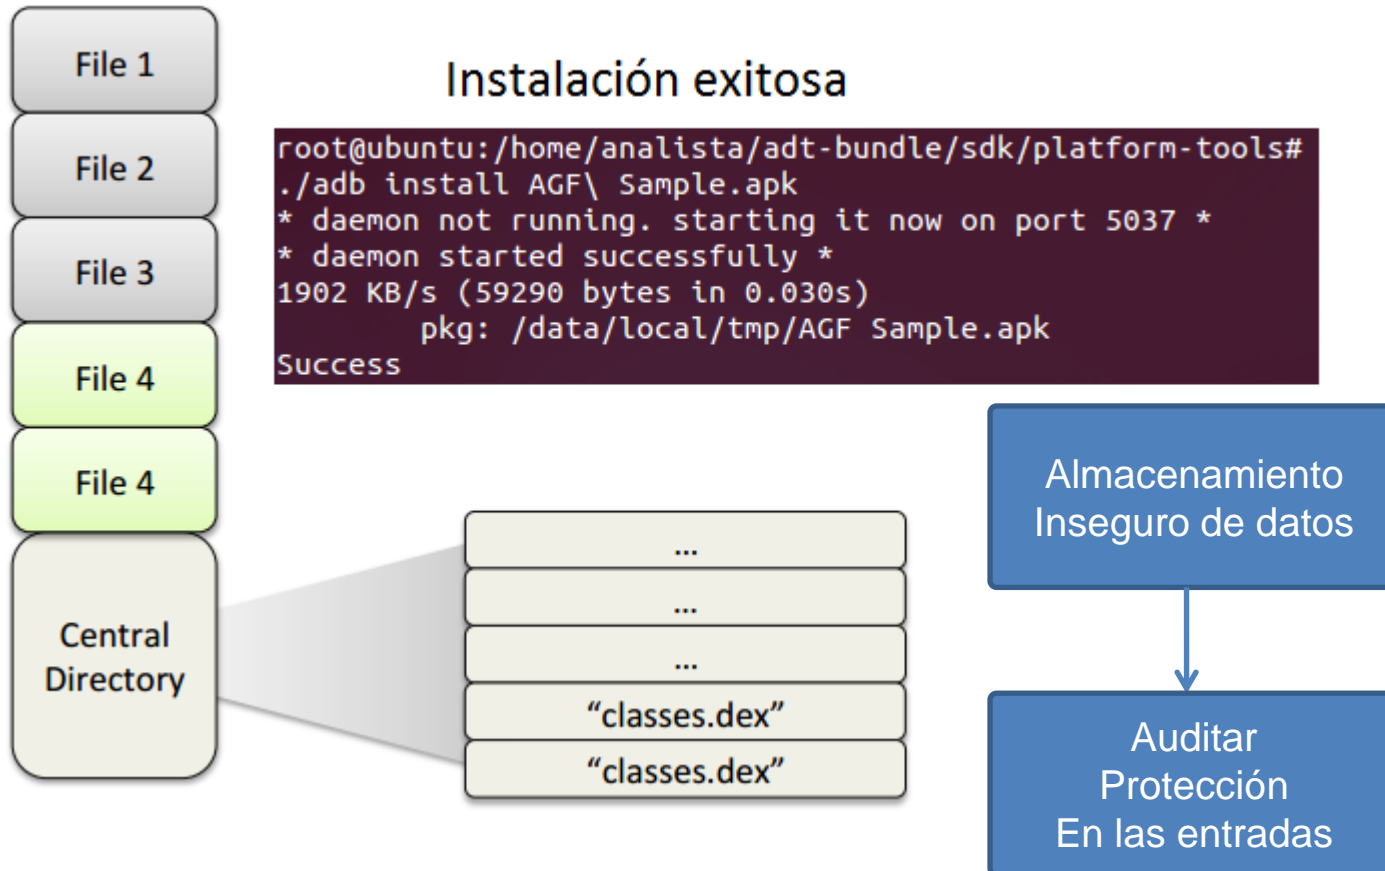 File 1
File 2
File 3
File 4
File 4
Central
Directory
Instalación exitosa
root@ubuntu:/home/analista/adt-bundle/sdk/platform-tools#
./adb install AGF\ Sample.apk
* daemon not running. starting it now on port 5037 *
* daemon started successfully *
1902 KB/s (59290 bytes in 0.030s)
        pkg: /data/local/tmp/AGF Sample.apk
Success
...
...
...
“classes.dex”
“classes.dex”
Almacenamiento
Inseguro de datos
Auditar
Protección
En las entradas